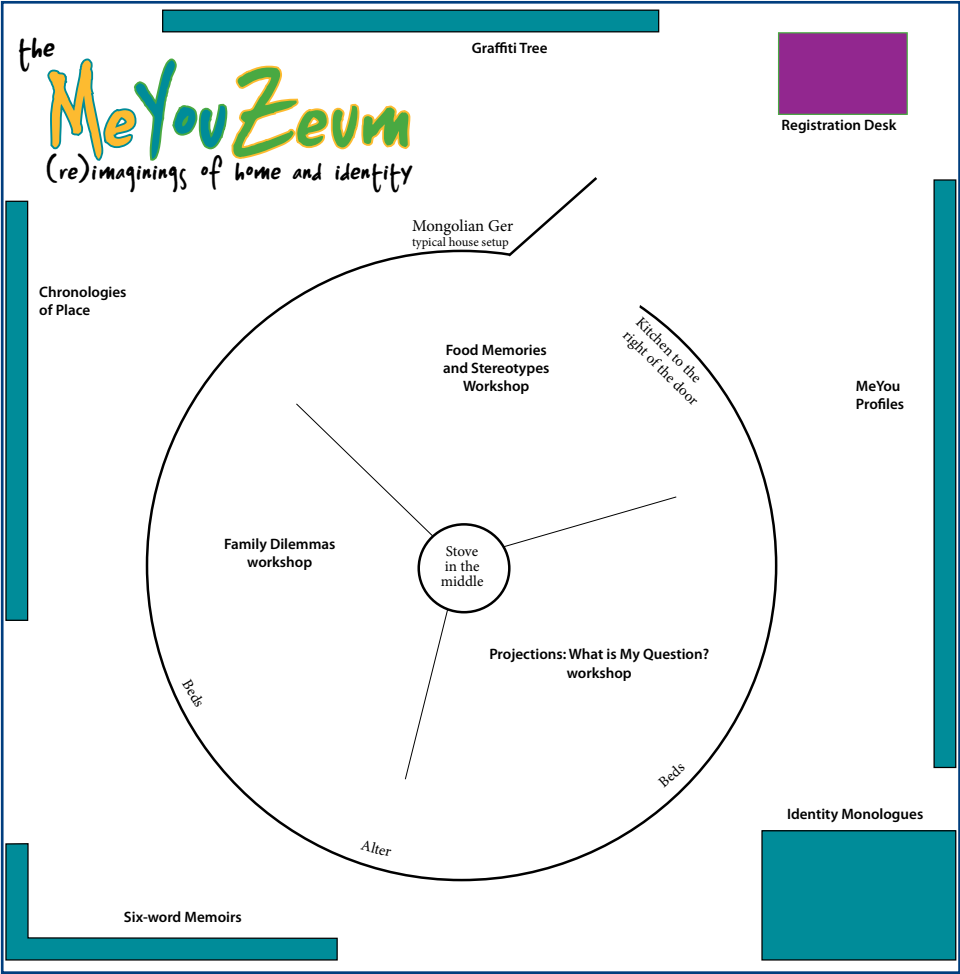 the
MeYouZeum
(re)imaginings of home and identity
Graffiti Tree
Registration Desk
Mongolian Ger
typical house setup
Chronologies
of Place
Kitchen to the
right of the door
Food Memories
and Stereotypes
Workshop
MeYou
Profiles
Family Dilemmas
workshop
Stove
in the
middle
Projections: What is My Question?
workshop
Beds
Beds
Alter
Identity Monologues
Six-word Memoirs